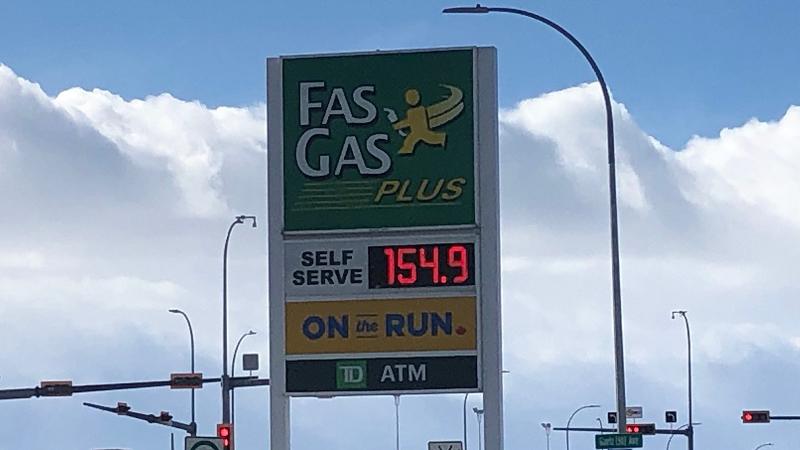 FAS
GAS
PLUS
SELF
SERVE
154.9
ON the RUN.
TD ATM